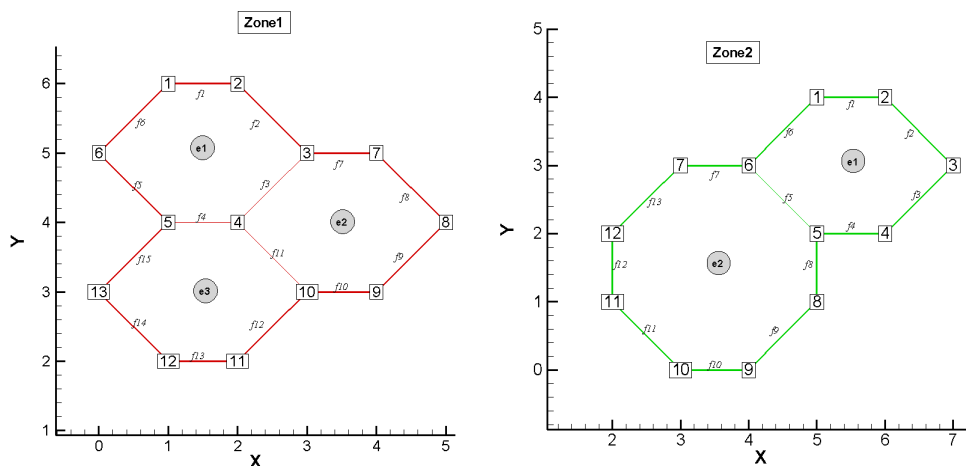 Zone1
6
5
4
3
2
1
Y
0 1 2 3 4 5
X
1 2
f1
f6 f2
e1
6 3 7
f7
f5 f3 f8
5 4 8
f4
e2
f15 f11 f9
13 10 9
e3 f10
f14 f12
12 11
f13
Zone2
5
4
3
2
1
0
Y
2 3 4 5 6 7
X
1 2
f1
f6 f2
e1
7 6 3
f7
f13 f5 f3
12 5 4
f4
f12 e2 f8
11 8
f11 f9
10 9
f10